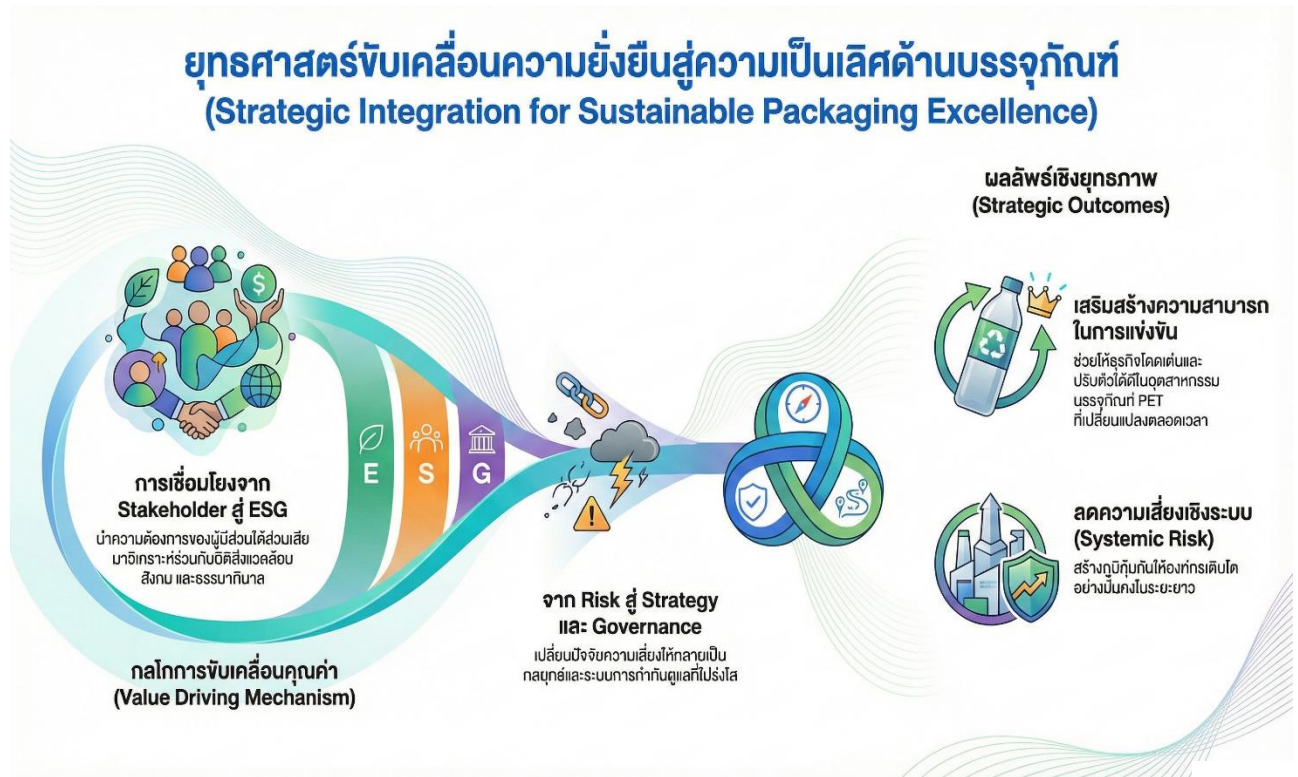 ยุทธศาสตร์ขับเคลื่อนความยั่งยืนสู่ความเป็นเลิศด้านบรรจุภัณฑ์
(Strategic Integration for Sustainable Packaging Excellence)
E
S
G
การเชื่อมโยงจาก
Stakeholder สู่ ESG
นำความต้องการของผู้มีส่วนได้ส่วนเสีย
มาวิเคราะห์ร่วมกับมิติสิ่งแวดล้อม
สังคม และธรรมาภิบาล
กลไกการขับเคลื่อนคุณค่า
(Value Driving Mechanism)
จาก Risk สู่ Strategy
และ Governance
เปลี่ยนปัจจัยความเสี่ยงให้กลายเป็น
กลยุทธ์และระบบการกำกับดูแลที่โปร่งใส
ผลลัพธ์เชิงยุทธภาพ
(Strategic Outcomes)
เสริมสร้างความสามารถ
ในการแข่งขัน
ช่วยให้ธุรกิจโดดเด่นและ
ปรับตัวได้ดีในอุตสาหกรรม
บรรจุภัณฑ์ PET
ที่เปลี่ยนแปลงตลอดเวลา
ลดความเสี่ยงเชิงระบบ
(Systemic Risk)
สร้างภูมิคุ้มกันให้องค์กรเติบโต
อย่างมั่นคงในระยะยาว